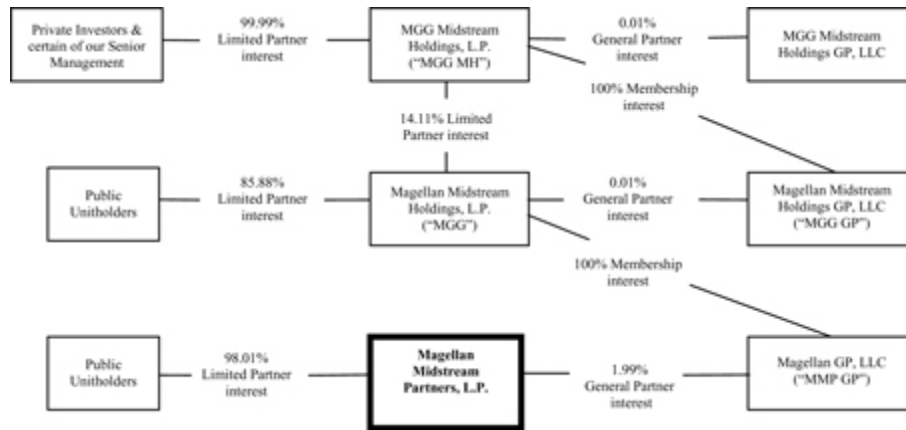 Private Investors &
certain of our Senior
Management
99.99%
Limited Partner
interest
MGG Midstream
Holdings, L.P.
("MGG MH")
0.01%
General Partner
interest
MGG Midstream
Holdings GP, LLC
100% Membership
interest
14.11% Limited
Partner interest
Public
Unitholders
85.88%
Limited Partner
interest
Magellan Midstream
Holdings, L.P.
("MGG")
0.01%
General Partner
interest
Magellan Midstream
Holdings GP, LLC
("MGG GP")
100% Membership
interest
Public
Unitholders
98.01%
Limited Partner
interest
Magellan
Midstream
Partners, L.P.
1.99%
General Partner
interest
Magellan GP, LLC
("MMP GP")